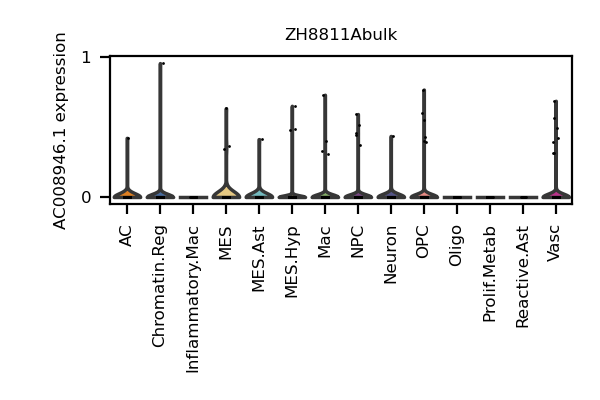 ZH8811Abulk
AC008946.1 expression
1
0
AC
Chromatin.Reg
Inflammatory.Mac
MES
MES.Ast
MES.Hyp
Mac
NPC
Neuron
OPC
Oligo
Prolif.Metab
Reactive.Ast
Vasc